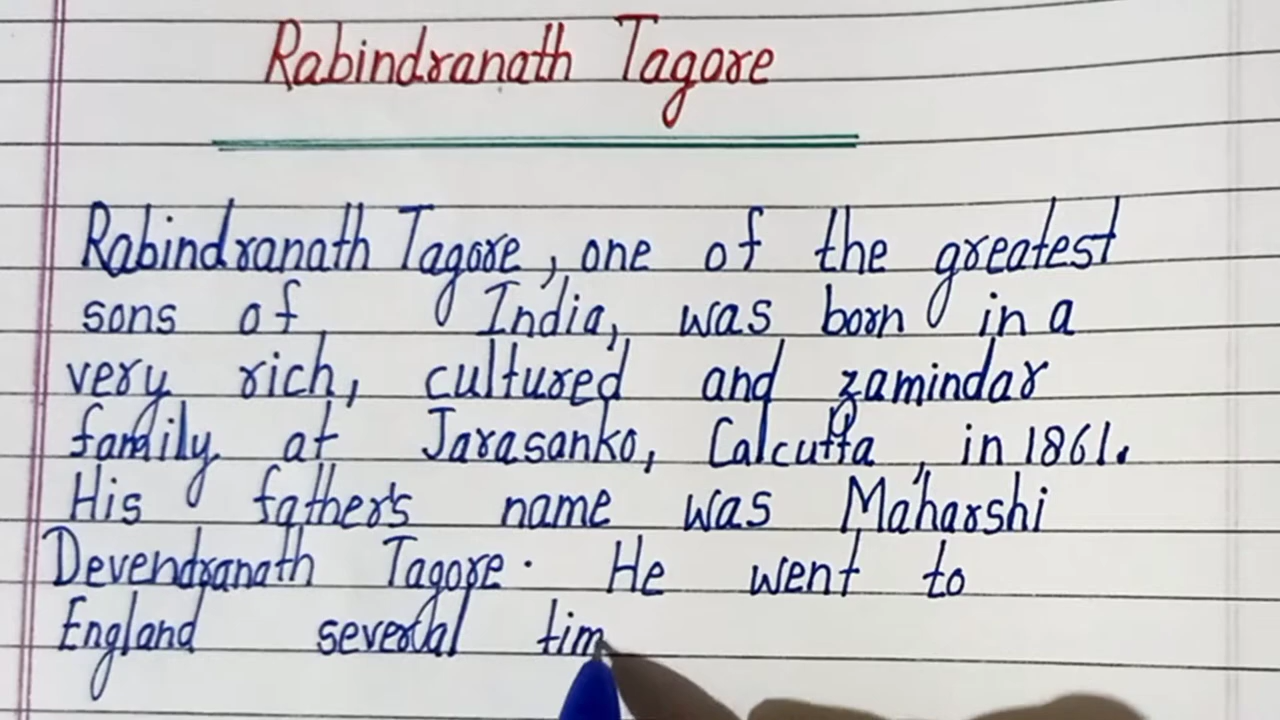 Rabindranath Tagore
Rabindranath Tagore, one of the greatest
sons of India, was born in a
very rich, cultured and zamindar
family at Jarasanko, Calcutta, in 1861.
His father's name was Maharshi
Devendranath Tagore. He went to
England several tim